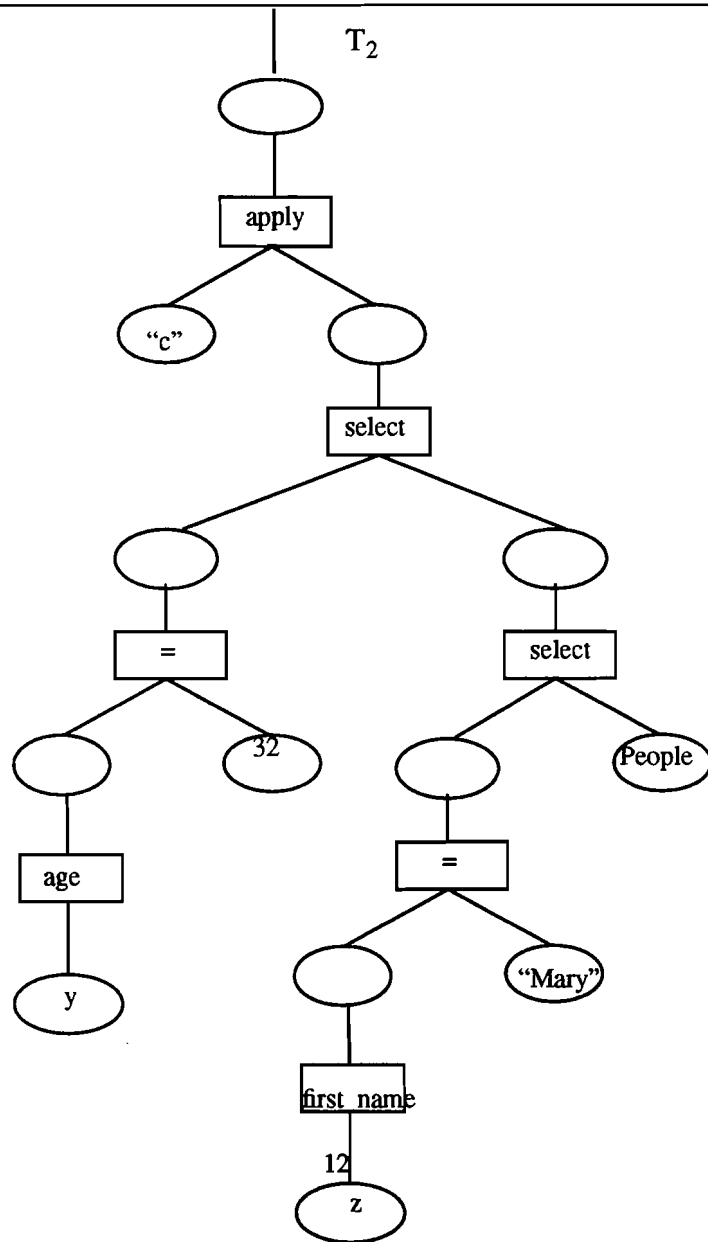 T2
apply
“c”
select
=
select
32
People
age
=
y
“Mary”
first_name
12
z